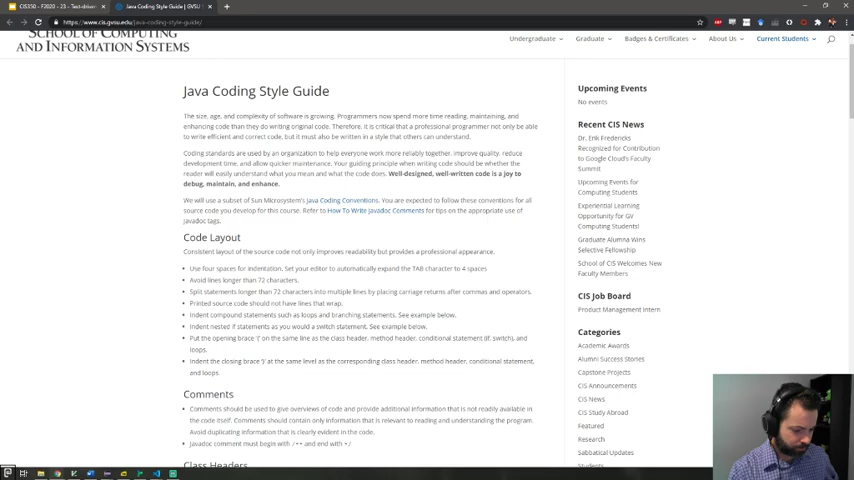 CIS350 - F2020 - 23 - Test-driven
Java Coding Style Guide | GVSU
https://www.cis.gvsu.edu/java-coding-style-guide/
SCHOOL OF COMPUTING
AND INFORMATION SYSTEMS
Undergraduate
Graduate
Badges & Certificates
About Us
Current Students
Java Coding Style Guide
The size, age, and complexity of software is growing. Programmers now spend more time reading, maintaining, and
enhancing code than they do writing original code. Therefore, it is critical that a professional programmer not only be able
to write efficient and correct code, but it must also be written in a style that others can understand.
Coding standards are used by an organization to help everyone work more reliably together, improve quality, reduce
development time, and allow quicker maintenance. Your guiding principle when writing code should be whether the
reader will easily understand what you mean and what the code does. Well-designed, well-written code is a joy to
debug, maintain, and enhance.
We will use a subset of Sun Microsystem's Java Coding Conventions. You are expected to follow these conventions for all
source code you develop for this course. Refer to How To Write Javadoc Comments for tips on the appropriate use of
javadoc tags.
Code Layout
Consistent layout of the source code not only improves readability but provides a professional appearance.
Use four spaces for indentation. Set your editor to automatically expand the TAB character to 4 spaces
Avoid lines longer than 72 characters.
Split statements longer than 72 characters into multiple lines by placing carriage returns after commas and operators.
Printed source code should not have lines that wrap.
Indent compound statements such as loops and branching statements. See example below.
Indent nested if statements as you would a switch statement. See example below.
Put the opening brace '{' on the same line as the class header, method header, conditional statement (if, switch), and
loops.
Indent the closing brace '}' at the same level as the corresponding class header, method header, conditional statement,
and loops.
Comments
Comments should be used to give overviews of code and provide additional information that is not readily available in
the code itself. Comments should contain only information that is relevant to reading and understanding the program.
Avoid duplicating information that is clearly evident in the code.
Javadoc comment must begin with /** and end with */
Class Headers
Upcoming Events
No events
Recent CIS News
Dr. Erik Fredericks
Recognized for Contribution
to Google Cloud's Faculty
Summit
Upcoming Events for
Computing Students
Experiential Learning
Opportunity for GV
Computing Students!
Graduate Alumna Wins
Selective Fellowship
School of CIS Welcomes New
Faculty Members
CIS Job Board
Product Management Intern
Categories
Academic Awards
Alumni Success Stories
Capstone Projects
CIS Announcements
CIS News
CIS Study Abroad
Featured
Research
Sabbatical Updates
Students